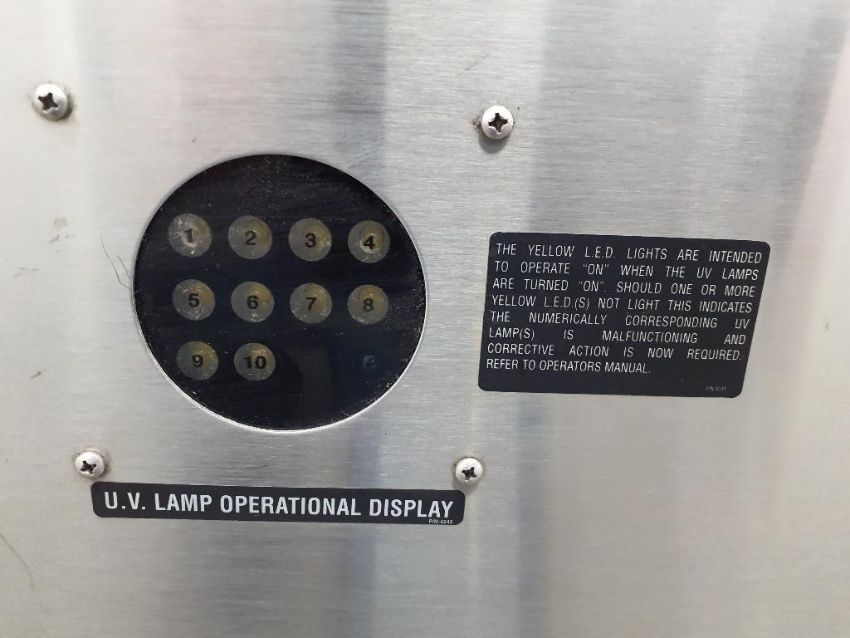 1 2 3 4
5 6 7 8
9 10
THE YELLOW L.E.D. LIGHTS ARE INTENDED
TO OPERATE "ON" WHEN THE UV LAMPS
ARE TURNED "ON". SHOULD ONE OR MORE
YELLOW L.E.D.(S) NOT LIGHT THIS INDICATES
THE NUMERICALLY CORRESPONDING UV
LAMP(S) IS MALFUNCTIONING AND
CORRECTIVE ACTION IS NOW REQUIRED.
REFER TO OPERATORS MANUAL.
U.V. LAMP OPERATIONAL DISPLAY